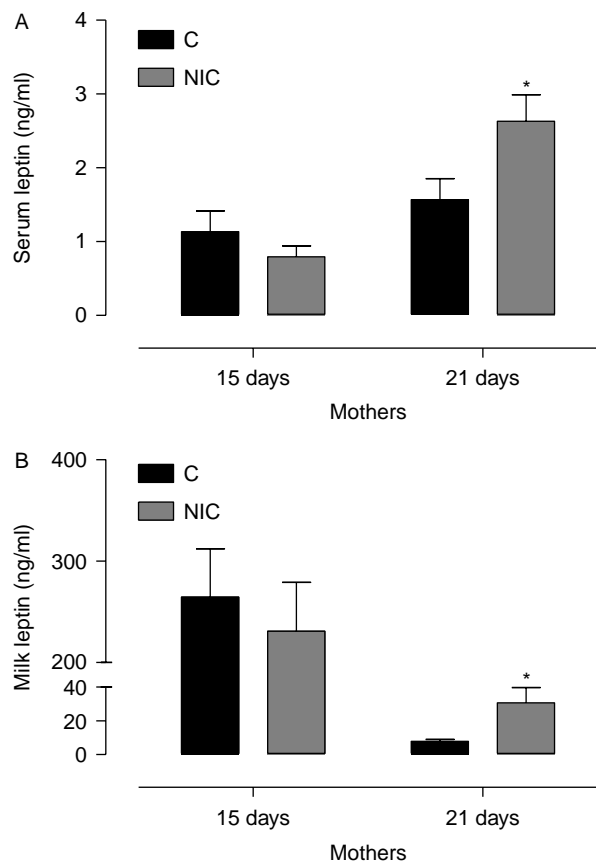 A
C
NIC
Serum leptin (ng/ml)
4
3
2
1
0
*
15 days
21 days
Mothers
B
C
NIC
Milk leptin (ng/ml)
400
300
200
40
20
0
*
15 days
21 days
Mothers